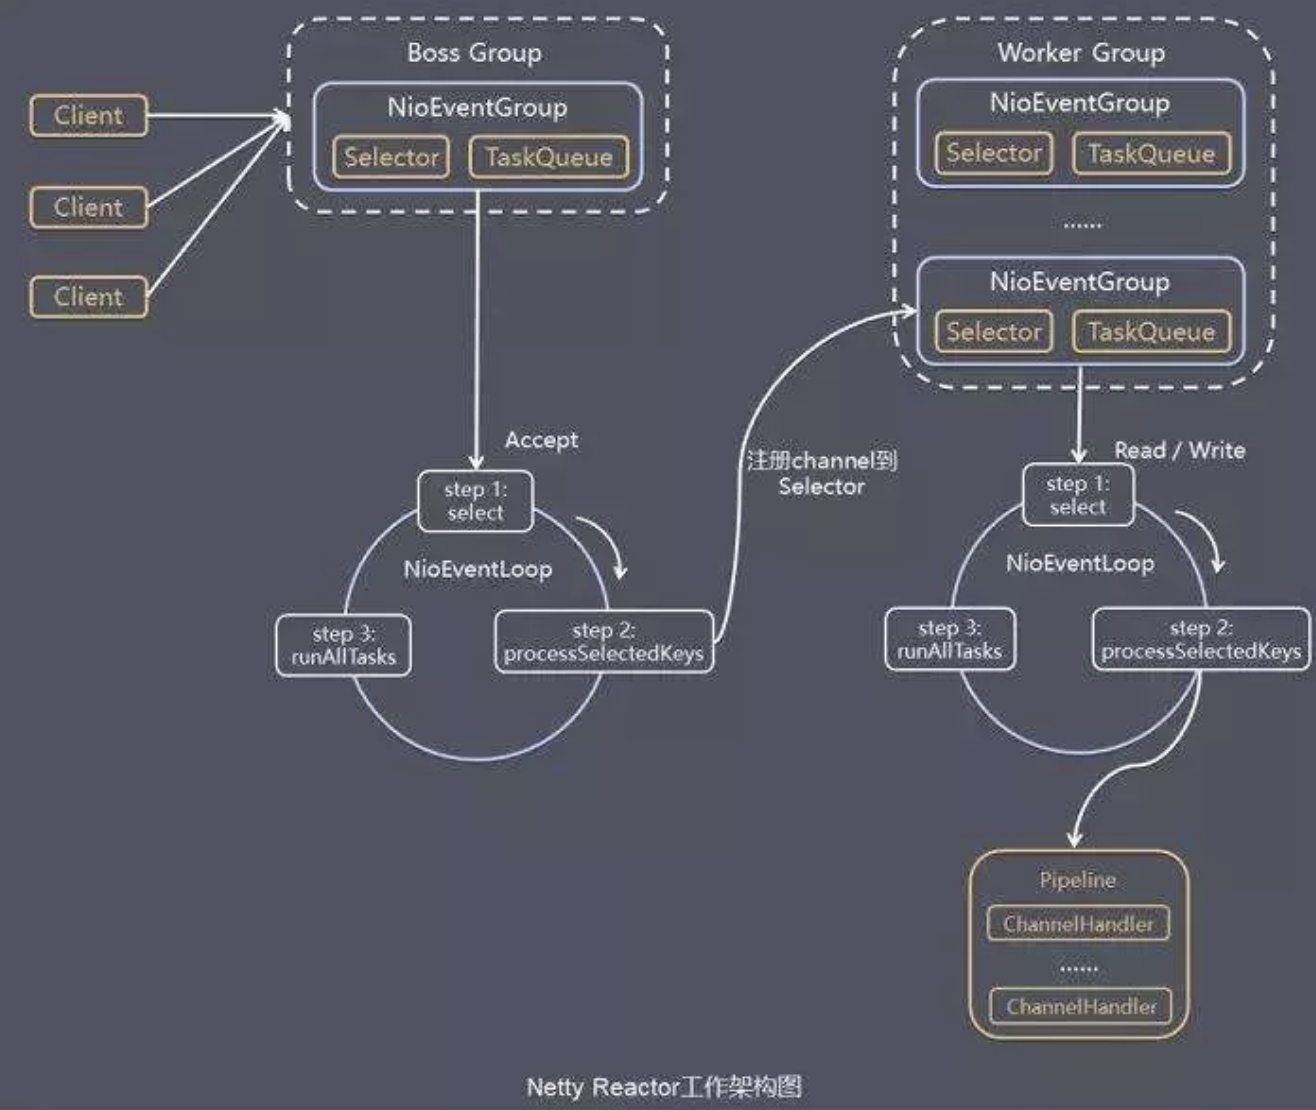 Boss Group
NioEventGroup
Selector
TaskQueue
Client
Client
Client
Accept
step 1:
select
NioEventLoop
step 2:
processSelectedKeys
step 3:
runAllTasks
注册channel到
Selector
Worker Group
NioEventGroup
Selector
TaskQueue
......
NioEventGroup
Selector
TaskQueue
Read / Write
step 1:
select
NioEventLoop
step 2:
processSelectedKeys
step 3:
runAllTasks
Pipeline
ChannelHandler
......
ChannelHandler
Netty Reactor工作架构图